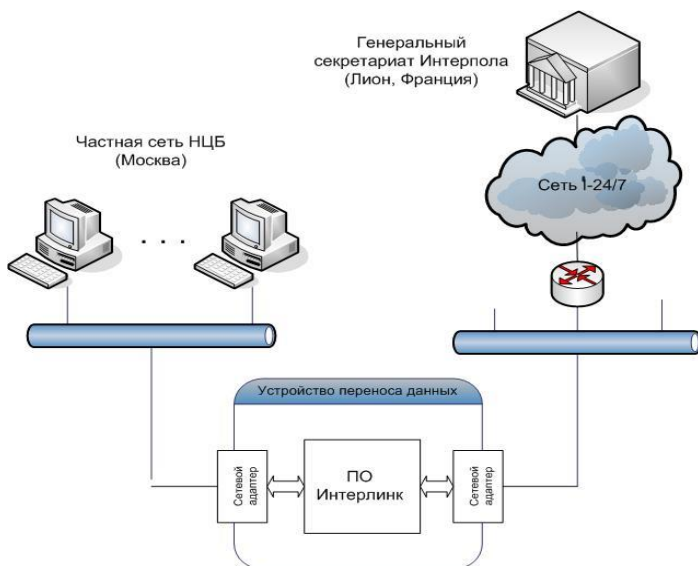 Генеральный
секретариат Интерпола
(Лион, Франция)
Частная сеть НЦБ
(Москва)
Сеть I-24/7
. . .
Устройство переноса данных
Сетевой
адаптер
ПО
Интерлинк
Сетевой
адаптер